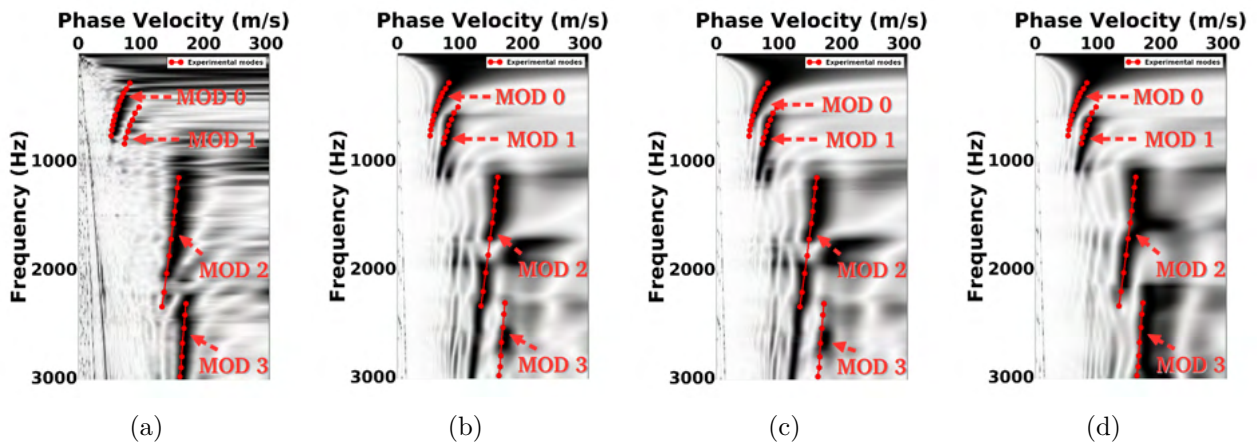 Phase Velocity (m/s)
0 100 200 300
Experimental modes
MOD 0
MOD 1
1000
Frequency (Hz)
MOD 2
2000
MOD 3
3000
(a)
Phase Velocity (m/s)
0 100 200 300
Experimental modes
MOD 0
MOD 1
1000
Frequency (Hz)
MOD 2
2000
MOD 3
3000
(b)
Phase Velocity (m/s)
0 100 200 300
Experimental modes
MOD 0
MOD 1
1000
Frequency (Hz)
MOD 2
2000
MOD 3
3000
(c)
Phase Velocity (m/s)
0 100 200 300
Experimental modes
MOD 0
MOD 1
1000
Frequency (Hz)
MOD 2
2000
MOD 3
3000
(d)